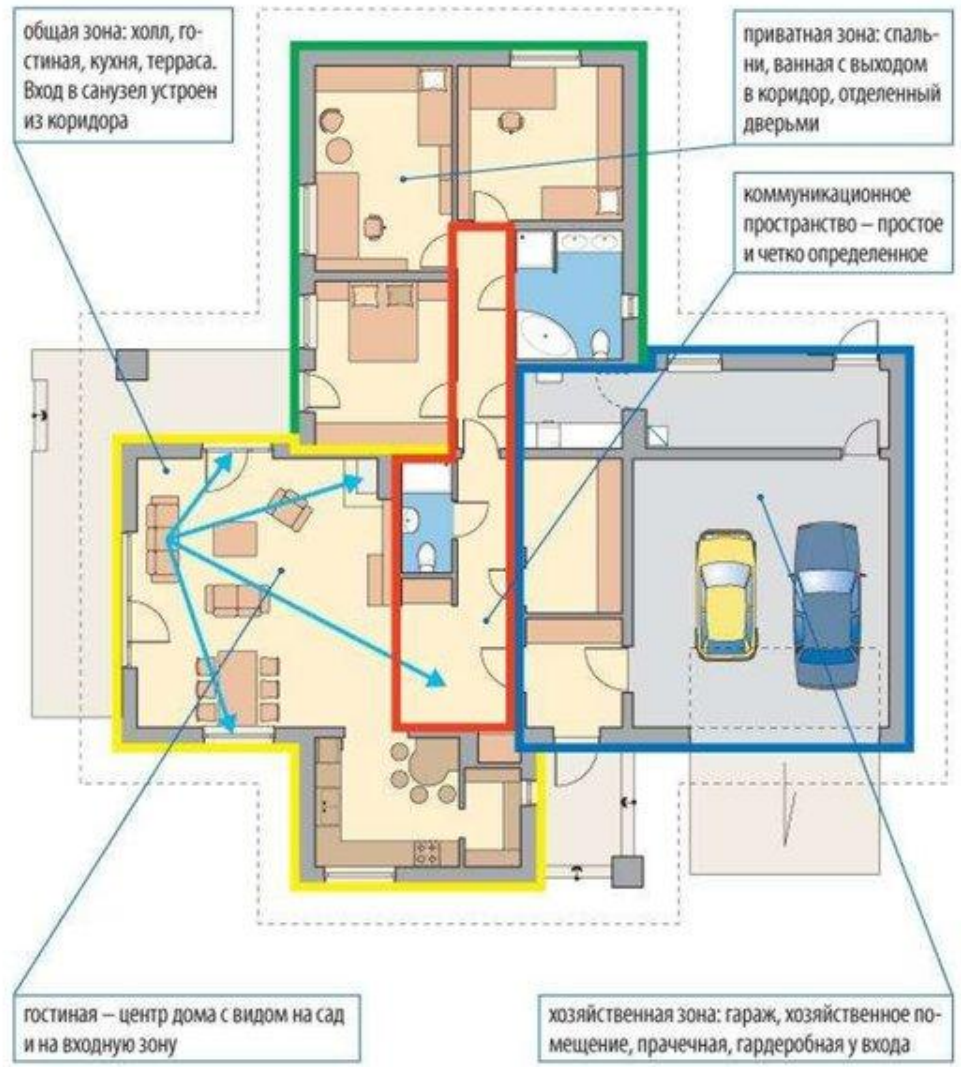 общая зона: холл, го-
стиная, кухня, терраса.
Вход в санузел устроен
из коридора
приватная зона: спаль-
ни, ванная с выходом
в коридор, отделенный
дверьми
коммуникационное
пространство – простое
и четко определенное
гостиная – центр дома с видом на сад
и на входную зону
хозяйственная зона: гараж, хозяйственное по-
мещение, прачечная, гардеробная у входа